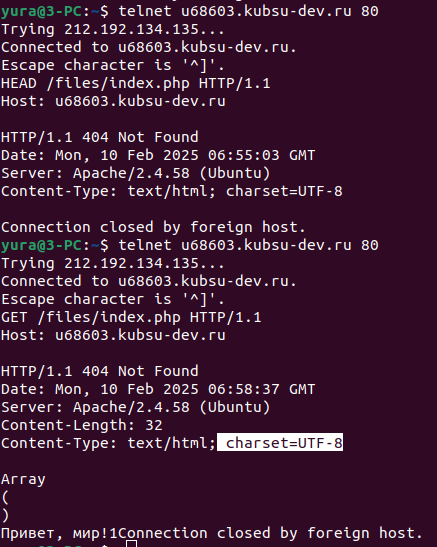 yura@3-PC:~$ telnet u68603.kubsu-dev.ru 80
Trying 212.192.134.135...
Connected to u68603.kubsu-dev.ru.
Escape character is '^]'.
HEAD /files/index.php HTTP/1.1
Host: u68603.kubsu-dev.ru

HTTP/1.1 404 Not Found
Date: Mon, 10 Feb 2025 06:55:03 GMT
Server: Apache/2.4.58 (Ubuntu)
Content-Type: text/html; charset=UTF-8

Connection closed by foreign host.
yura@3-PC:~$ telnet u68603.kubsu-dev.ru 80
Trying 212.192.134.135...
Connected to u68603.kubsu-dev.ru.
Escape character is '^]'.
GET /files/index.php HTTP/1.1
Host: u68603.kubsu-dev.ru

HTTP/1.1 404 Not Found
Date: Mon, 10 Feb 2025 06:58:37 GMT
Server: Apache/2.4.58 (Ubuntu)
Content-Length: 32
Content-Type: text/html; charset=UTF-8

Array
(
)
Привет, мир!1Connection closed by foreign host.